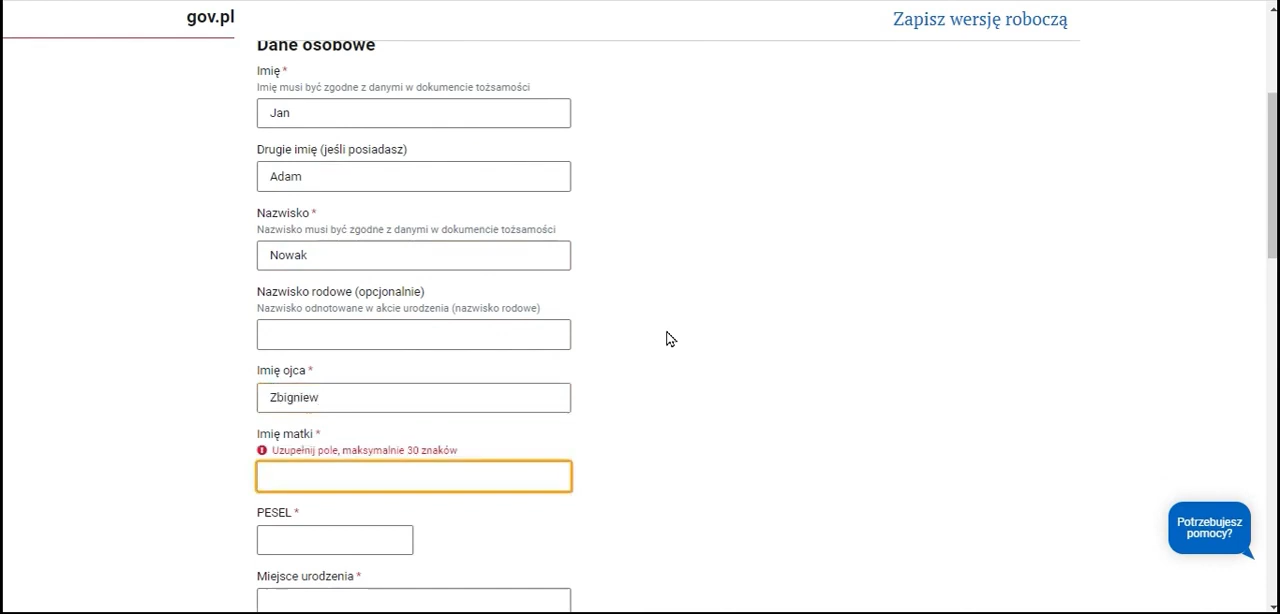 gov.pl
Zapisz wersję roboczą
Dane osobowe
Imię *
Imię musi być zgodne z danymi w dokumencie tożsamości
Jan
Drugie imię (jeśli posiadasz)
Adam
Nazwisko *
Nazwisko musi być zgodne z danymi w dokumencie tożsamości
Nowak
Nazwisko rodowe (opcjonalnie)
Nazwisko odnotowane w akcie urodzenia (nazwisko rodowe)
Imię ojca *
Zbigniew
Imię matki *
Uzupełnij pole, maksymalnie 30 znaków
PESEL *
Miejsce urodzenia *
Potrzebujesz
pomocy?